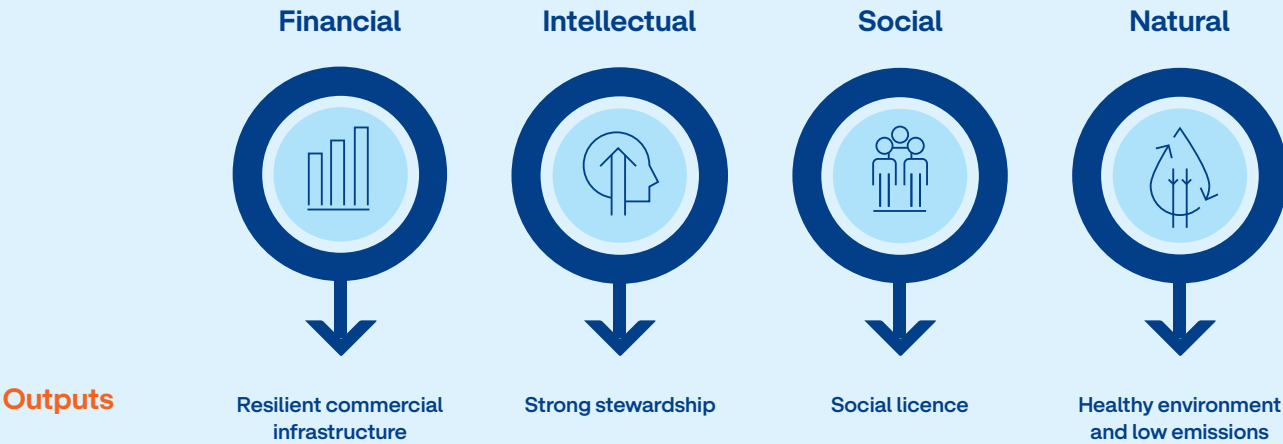 Financial
Intellectual
Social
Natural
Outputs
Resilient commercial
infrastructure
Strong stewardship
Social licence
Healthy environment
and low emissions